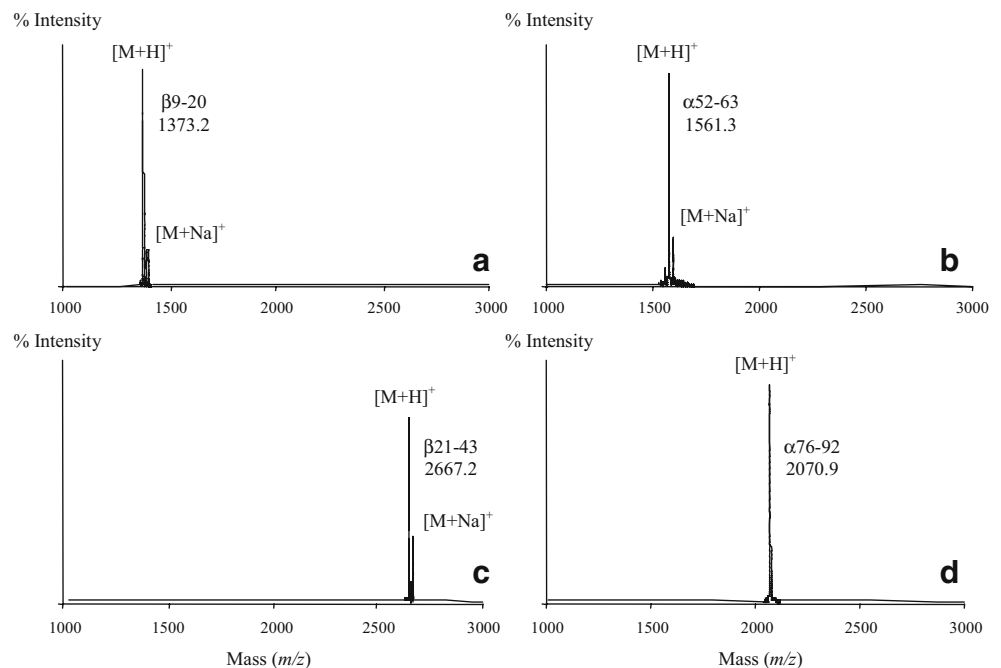 % Intensity
[M+H]+
β9-20
1373.2
[M+Na]+
a
1000 1500 2000 2500 3000
% Intensity
[M+H]+
α52-63
1561.3
[M+Na]+
b
1000 1500 2000 2500 3000
% Intensity
[M+H]+
β21-43
2667.2
[M+Na]+
c
1000 1500 2000 2500 3000
Mass (m/z)
% Intensity
[M+H]+
α76-92
2070.9
d
1000 1500 2000 2500 3000
Mass (m/z)